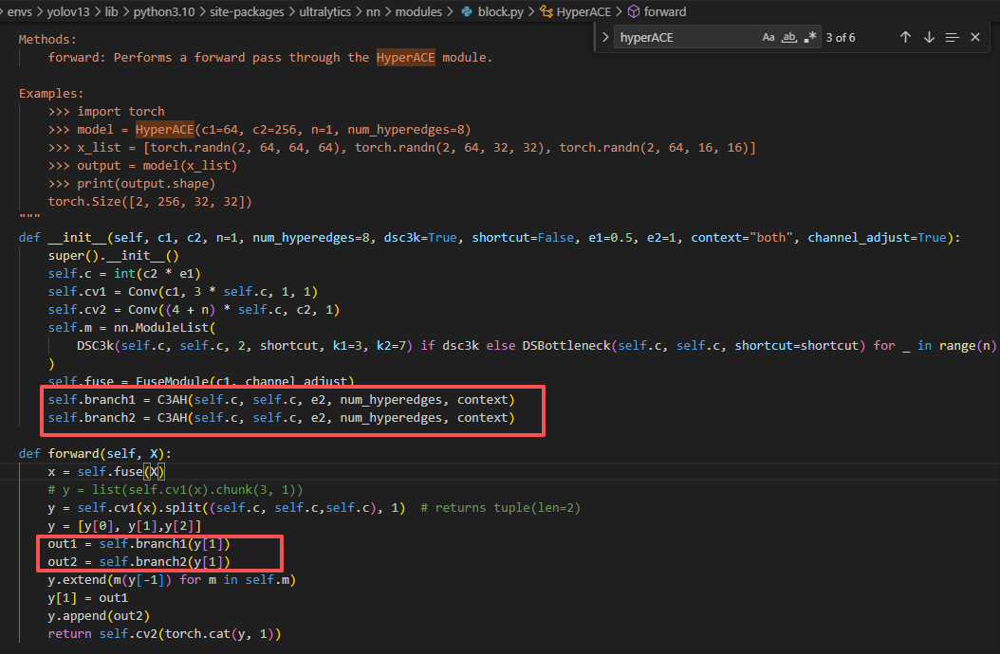 envs > yolov13 > lib > python3.10 > site-packages > ultralytics > nn > modules > block.py > HyperACE > forward
hyperACE Aa ab .* 3 of 6
Methods:
forward: Performs a forward pass through the HyperACE module.
Examples:
>>> import torch
>>> model = HyperACE(c1=64, c2=256, n=1, num_hyperedges=8)
>>> x_list = [torch.randn(2, 64, 64, 64), torch.randn(2, 64, 32, 32), torch.randn(2, 64, 16, 16)]
>>> output = model(x_list)
>>> print(output.shape)
torch.Size([2, 256, 32, 32])
"""
def __init__(self, c1, c2, n=1, num_hyperedges=8, dsc3k=True, shortcut=False, e1=0.5, e2=1, context="both", channel_adjust=True):
super().__init__()
self.c = int(c2 * e1)
self.cv1 = Conv(c1, 3 * self.c, 1, 1)
self.cv2 = Conv((4 + n) * self.c, c2, 1)
self.m = nn.ModuleList(
DSC3k(self.c, self.c, 2, shortcut, k1=3, k2=7) if dsc3k else DSBottleneck(self.c, self.c, shortcut=shortcut) for _ in range(n)
)
self.fuse = FuseModule(c1, channel_adjust)
self.branch1 = C3AH(self.c, self.c, e2, num_hyperedges, context)
self.branch2 = C3AH(self.c, self.c, e2, num_hyperedges, context)
def forward(self, X):
x = self.fuse(X)
# y = list(self.cv1(x).chunk(3, 1))
y = self.cv1(x).split((self.c, self.c,self.c), 1)  # returns tuple(len=2)
y = [y[0], y[1],y[2]]
out1 = self.branch1(y[1])
out2 = self.branch2(y[1])
y.extend(m(y[-1]) for m in self.m)
y[1] = out1
y.append(out2)
return self.cv2(torch.cat(y, 1))